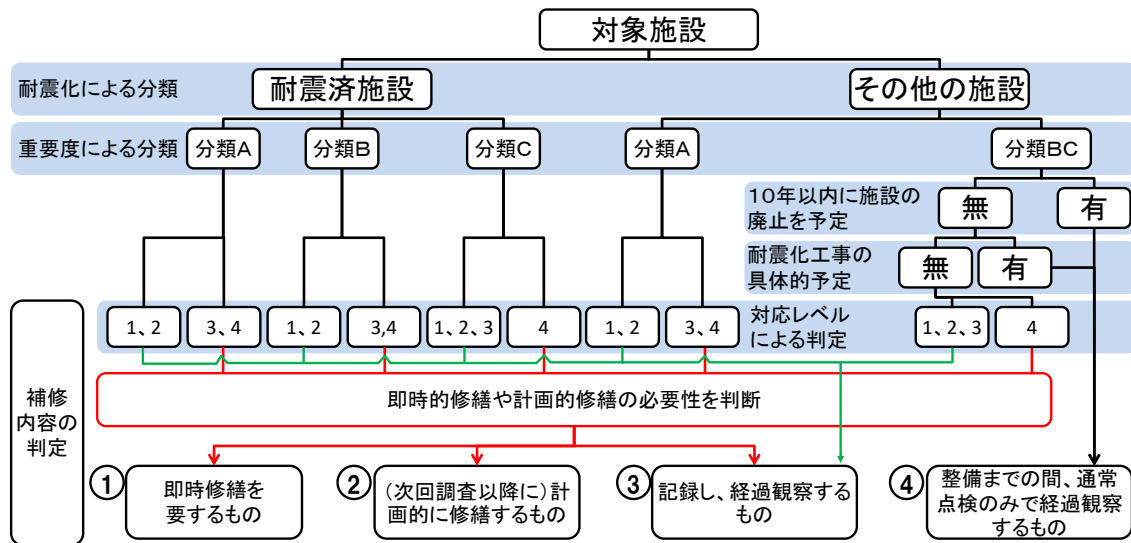 対象施設
耐震化による分類
耐震済施設
その他の施設
重要度による分類
分類A
分類B
分類C
分類A
分類BC
10年以内に施設の
廃止を予定
無
有
耐震化工事の
具体的予定
無
有
1、2
3、4
1、2
3,4
1、2、3
4
1、2
3、4
対応レベル
による判定
1、2、3
4
補修
内容の
判定
即時的修繕や計画的修繕の必要性を判断
①
即時修繕を
要するもの
②
(次回調査以降に)計
画的に修繕するもの
③
記録し、経過観察する
もの
④
整備までの間、通常
点検のみで経過観察
するもの